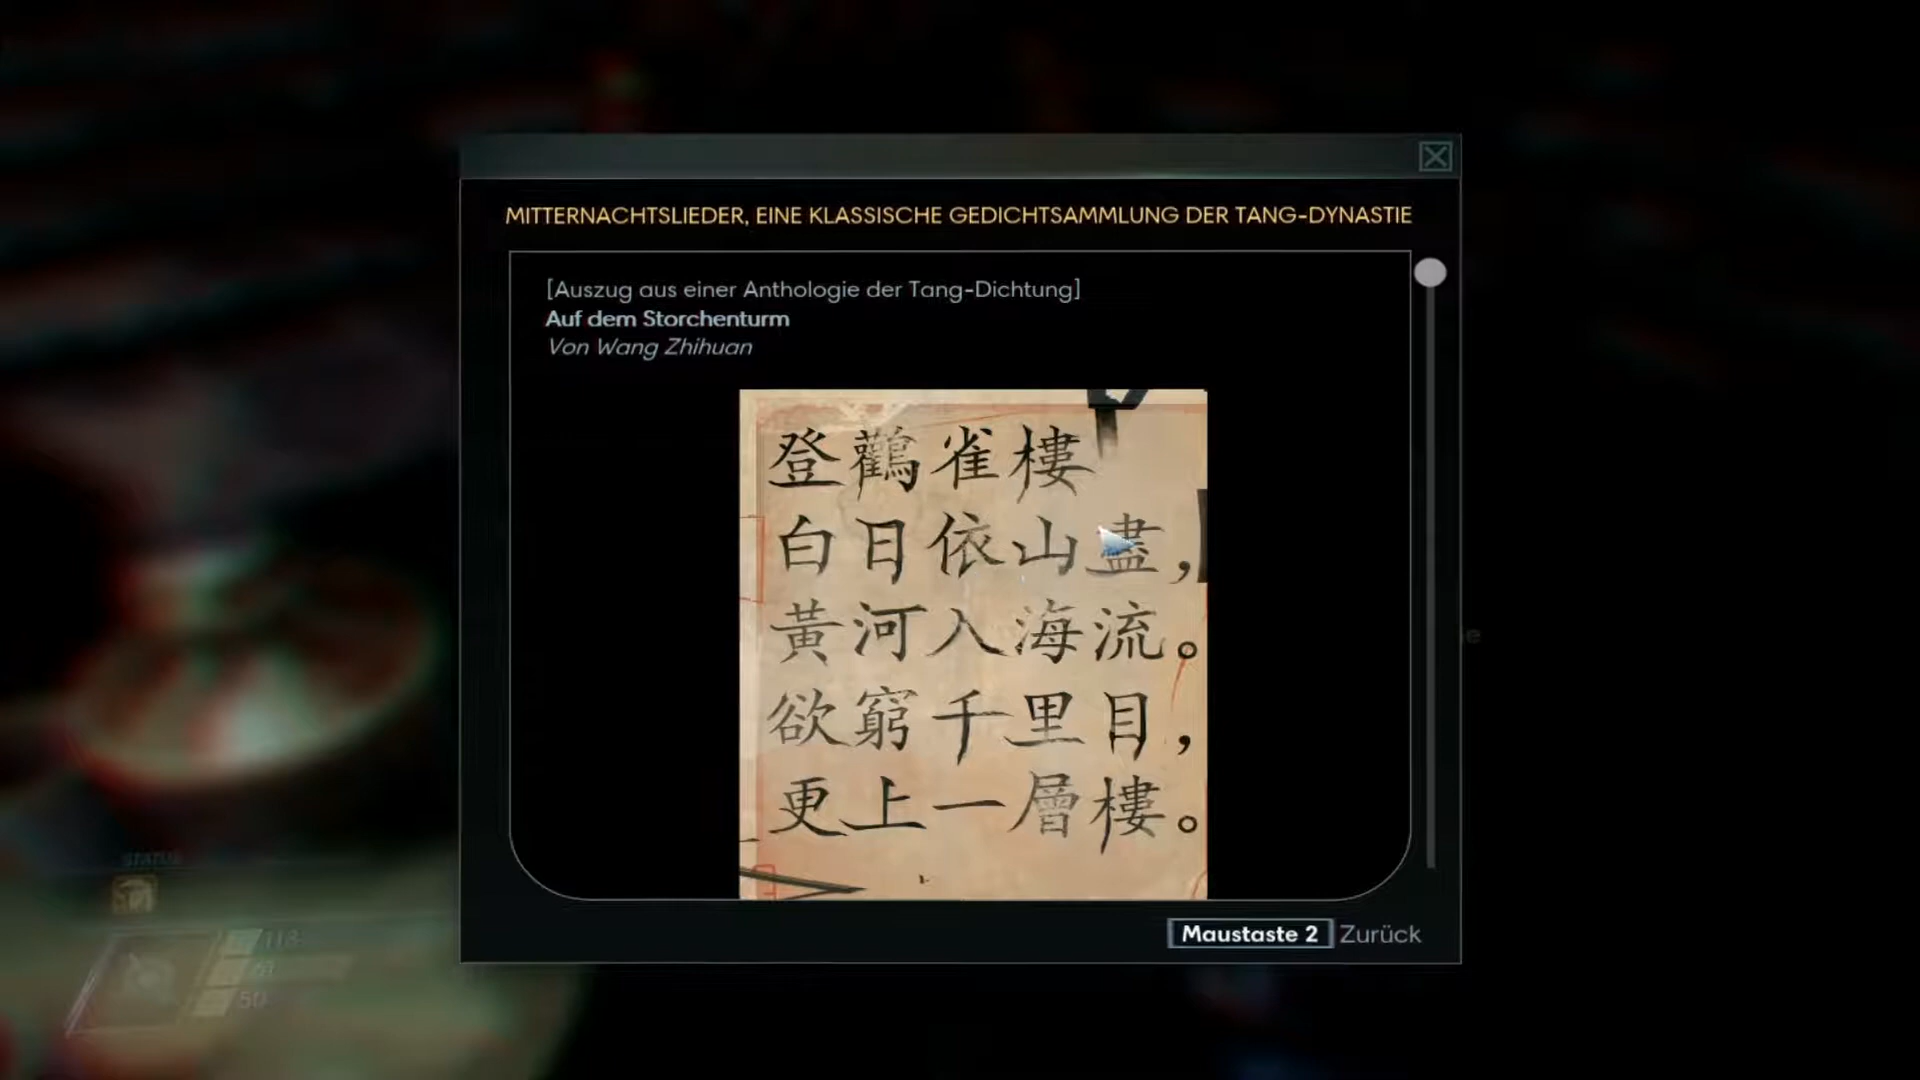 MITTERNACHTSLIEDER, EINE KLASSISCHE GEDICHTSAMMLUNG DER TANG-DYNASTIE
[Auszug aus einer Anthologie der Tang-Dichtung]
Auf dem Storchenturm
Von Wang Zhihuan
登鸛雀樓
白日依山盡，
黃河入海流。
欲窮千里目，
更上一層樓。
Maustaste 2 Zurück
STATUS